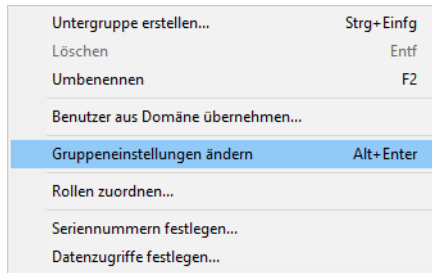 Untergruppe erstellen... Strg+Einfg
Löschen Entf
Umbenennen F2
Benutzer aus Domäne übernehmen...
Gruppeneinstellungen ändern Alt+Enter
Rollen zuordnen...
Seriennummern festlegen...
Datenzugriffe festlegen...